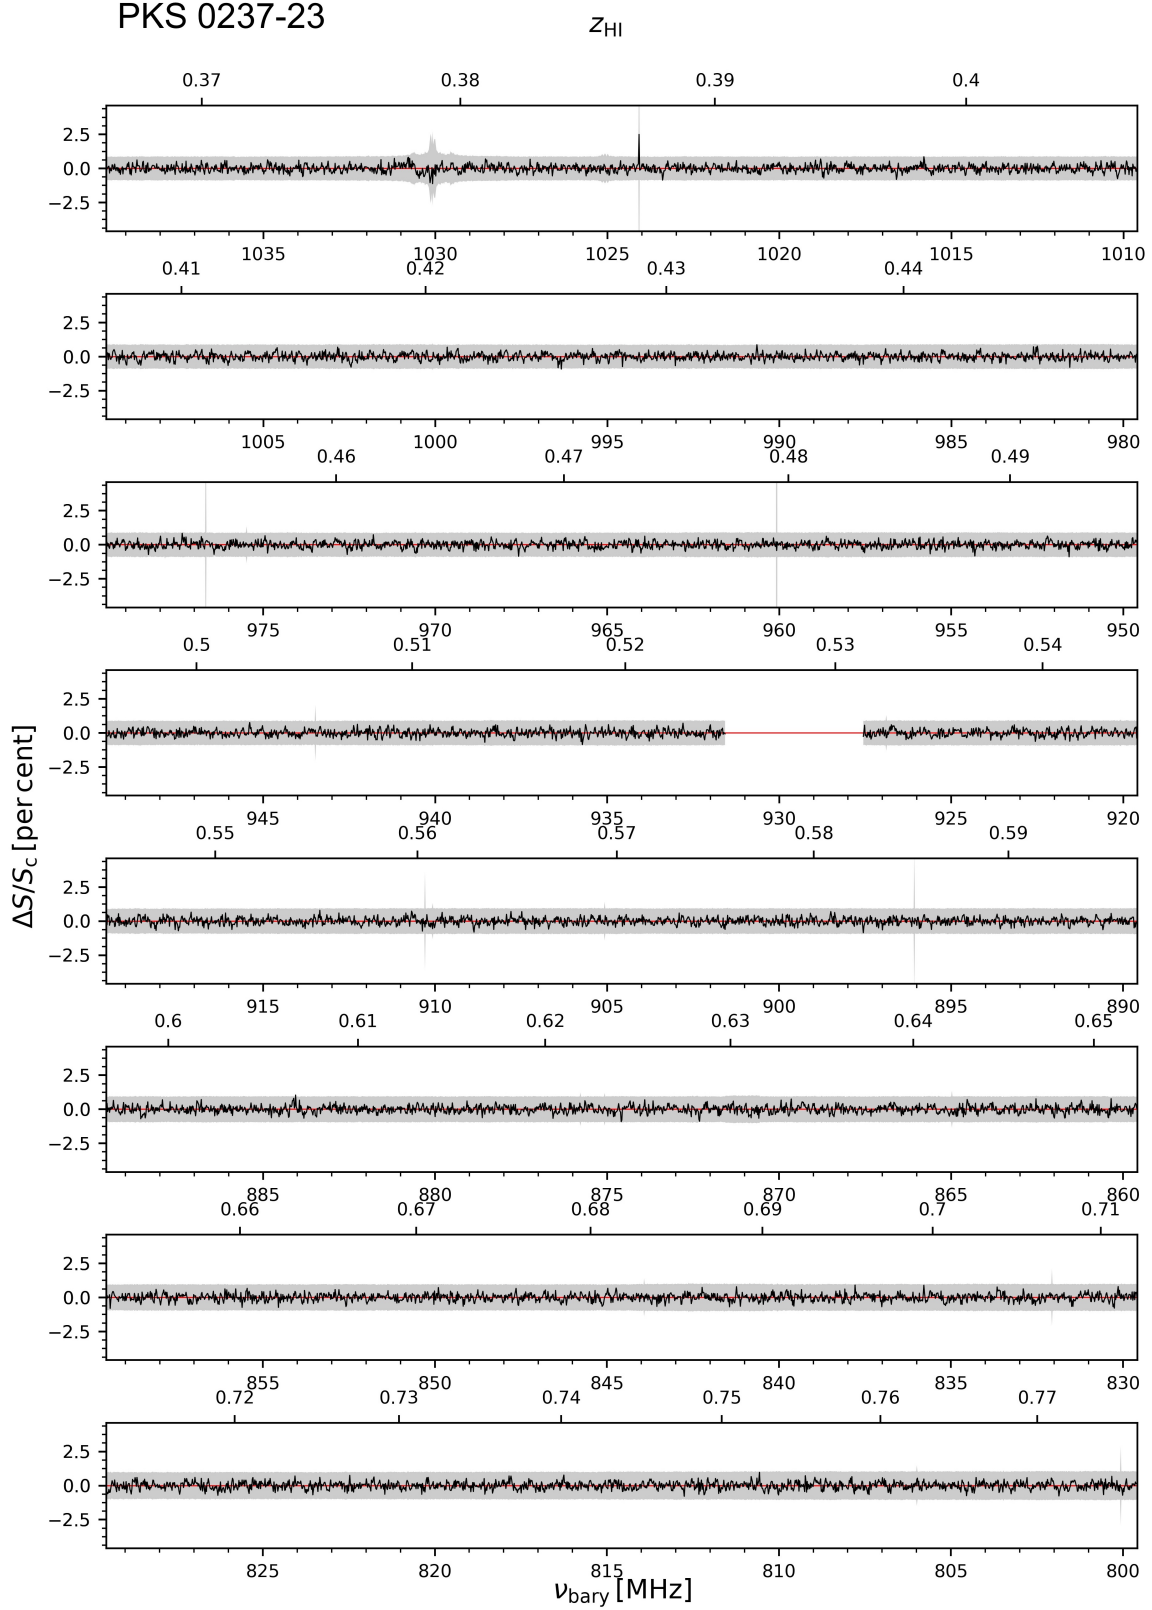 PKS 0237-23
z_HI
0.37 0.38 0.39 0.4
2.5
0.0
−2.5
1035 1030 1025 1020 1015 1010
0.41 0.42 0.43 0.44
2.5
0.0
−2.5
1005 1000 995 990 985 980
0.46 0.47 0.48 0.49
2.5
0.0
−2.5
975 970 965 960 955 950
0.5 0.51 0.52 0.53 0.54
2.5
0.0
−2.5
945 940 935 930 925 920
ΔS/S_c [per cent]
0.55 0.56 0.57 0.58 0.59
2.5
0.0
−2.5
915 910 905 900 895 890
0.6 0.61 0.62 0.63 0.64 0.65
2.5
0.0
−2.5
885 880 875 870 865 860
0.66 0.67 0.68 0.69 0.7 0.71
2.5
0.0
−2.5
855 850 845 840 835 830
0.72 0.73 0.74 0.75 0.76 0.77
2.5
0.0
−2.5
825 820 815 810 805 800
ν_bary [MHz]